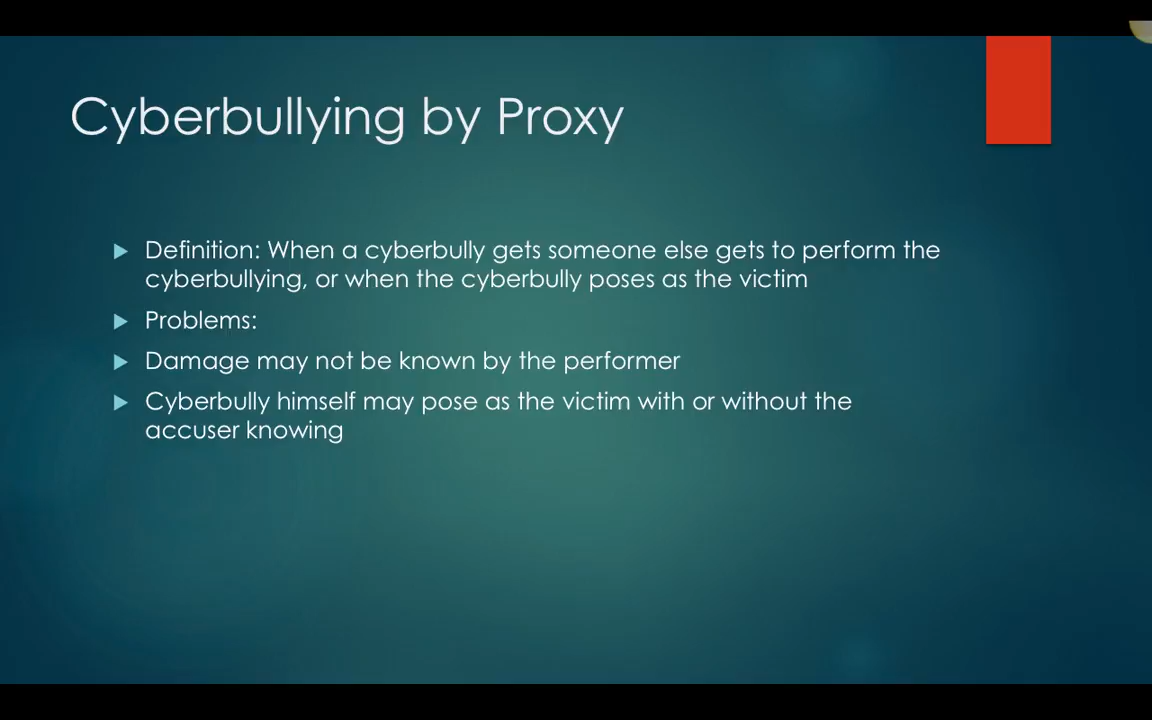 Cyberbullying by Proxy
Definition: When a cyberbully gets someone else gets to perform the
cyberbullying, or when the cyberbully poses as the victim
Problems:
Damage may not be known by the performer
Cyberbully himself may pose as the victim with or without the
accuser knowing